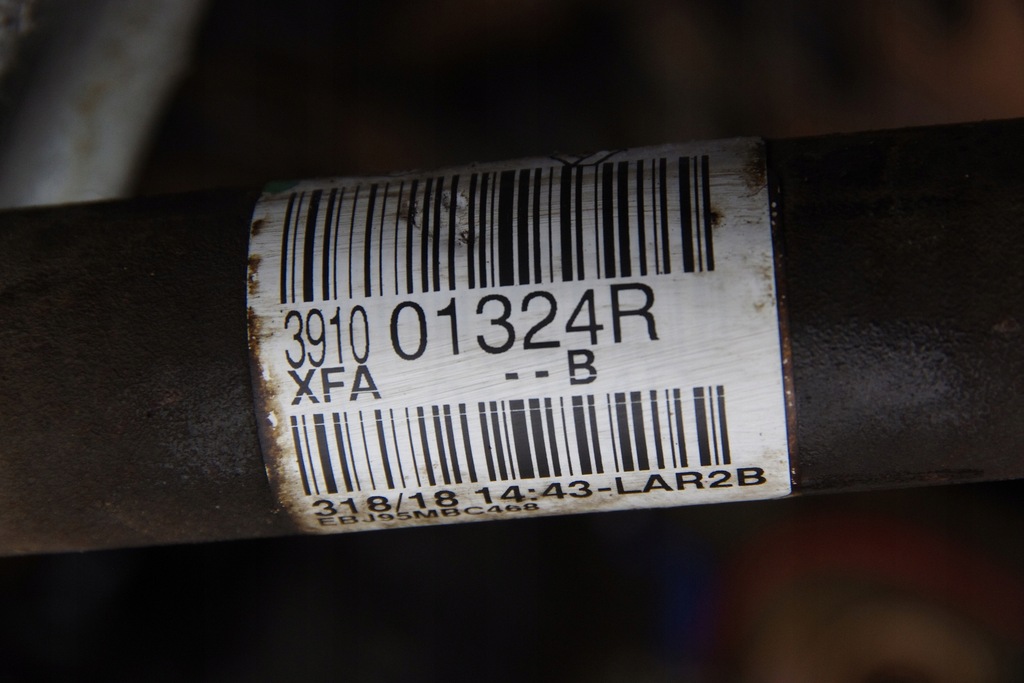 3910 01324R
XFA --B
318/18 14:43-LAR2B
EBJ95MBC468